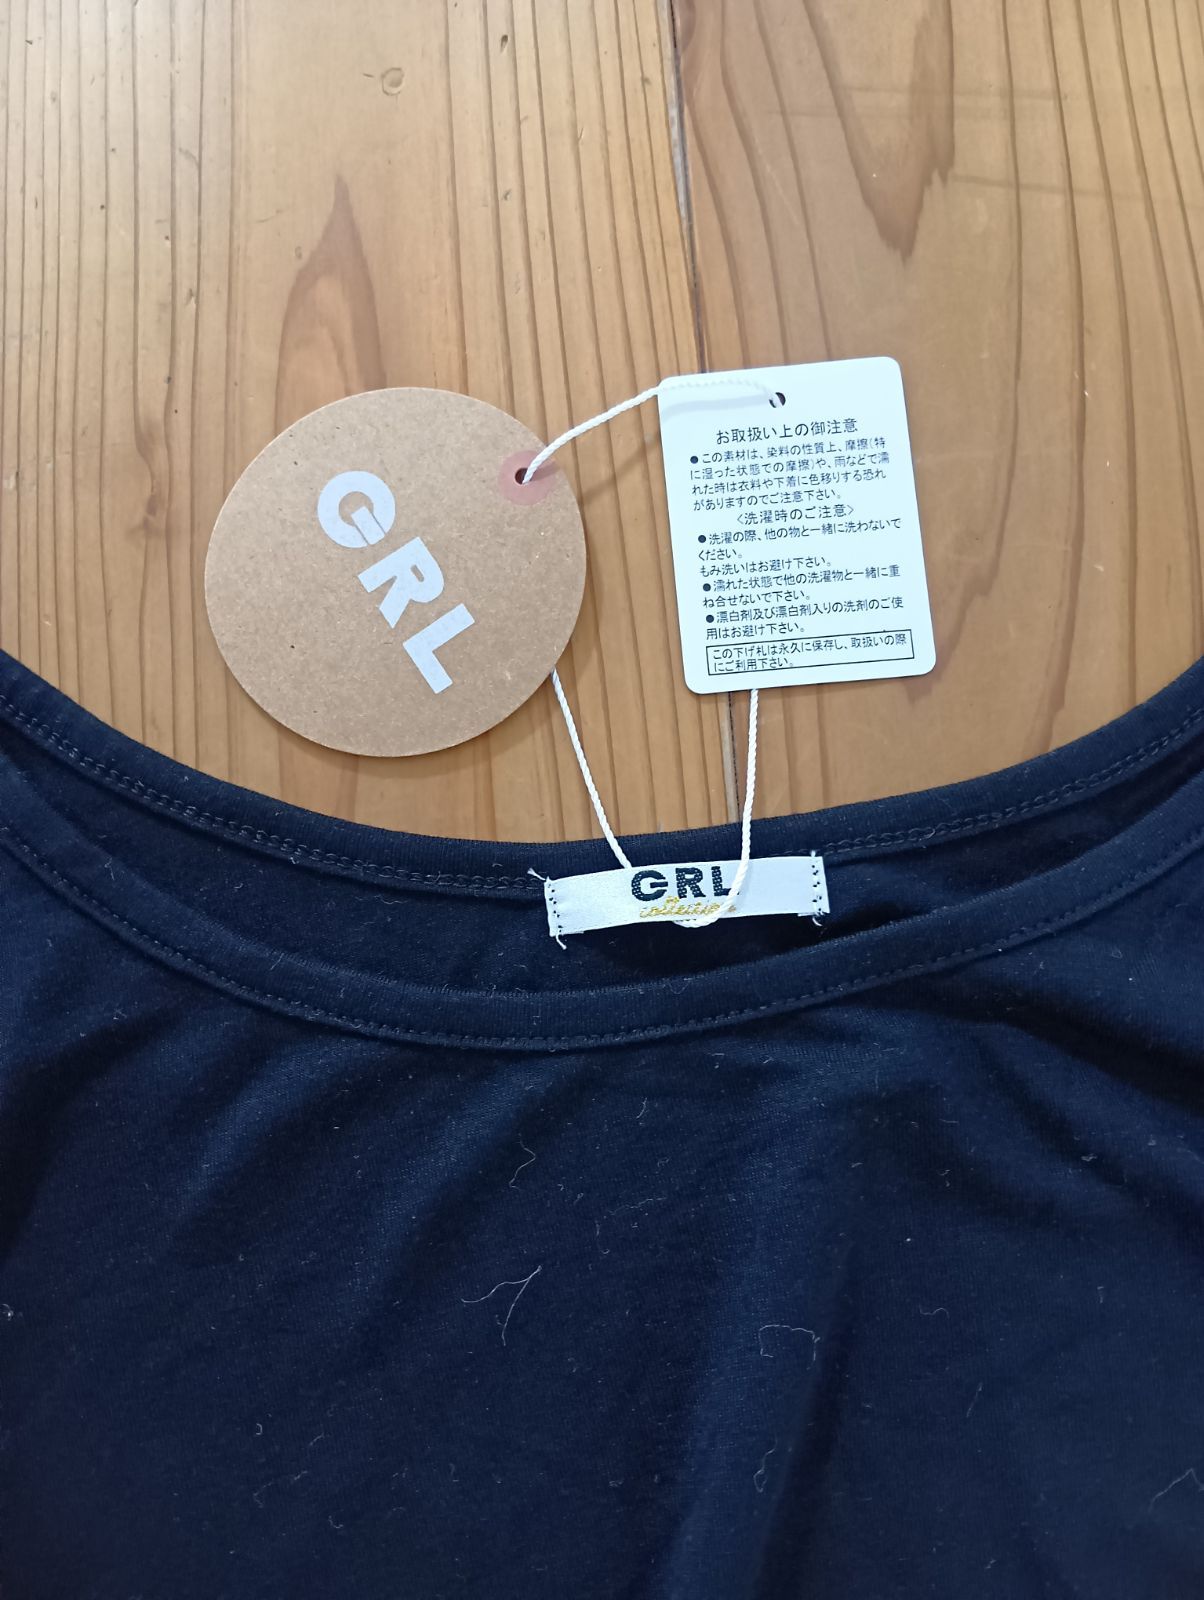 GRL
お取扱い上の御注意
●この素材は、染料の性質上、摩擦(特
に湿った状態での摩擦)や、雨などで濡
れた時は衣料や下着に色移りする恐れ
がありますのでご注意下さい。
〈洗濯時のご注意〉
●洗濯の際、他の物と一緒に洗わないで
ください。
もみ洗いはお避け下さい。
●濡れた状態で他の洗濯物と一緒に重
ね合せないで下さい。
●漂白剤及び漂白剤入りの洗剤のご使
用はお避け下さい。
この下げ札は永久に保存し、取扱いの際
にご利用下さい。
GRL
collection